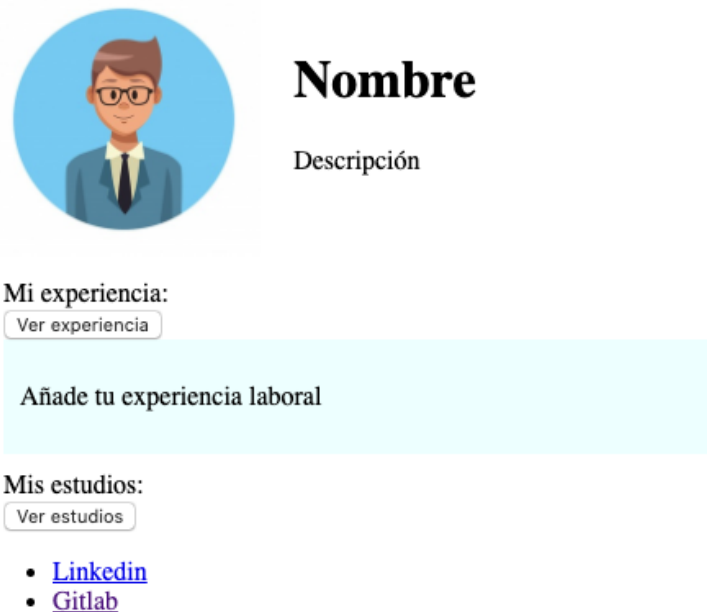 Nombre
Descripción
Mi experiencia:
Ver experiencia
Añade tu experiencia laboral
Mis estudios:
Ver estudios
Linkedin
Gitlab